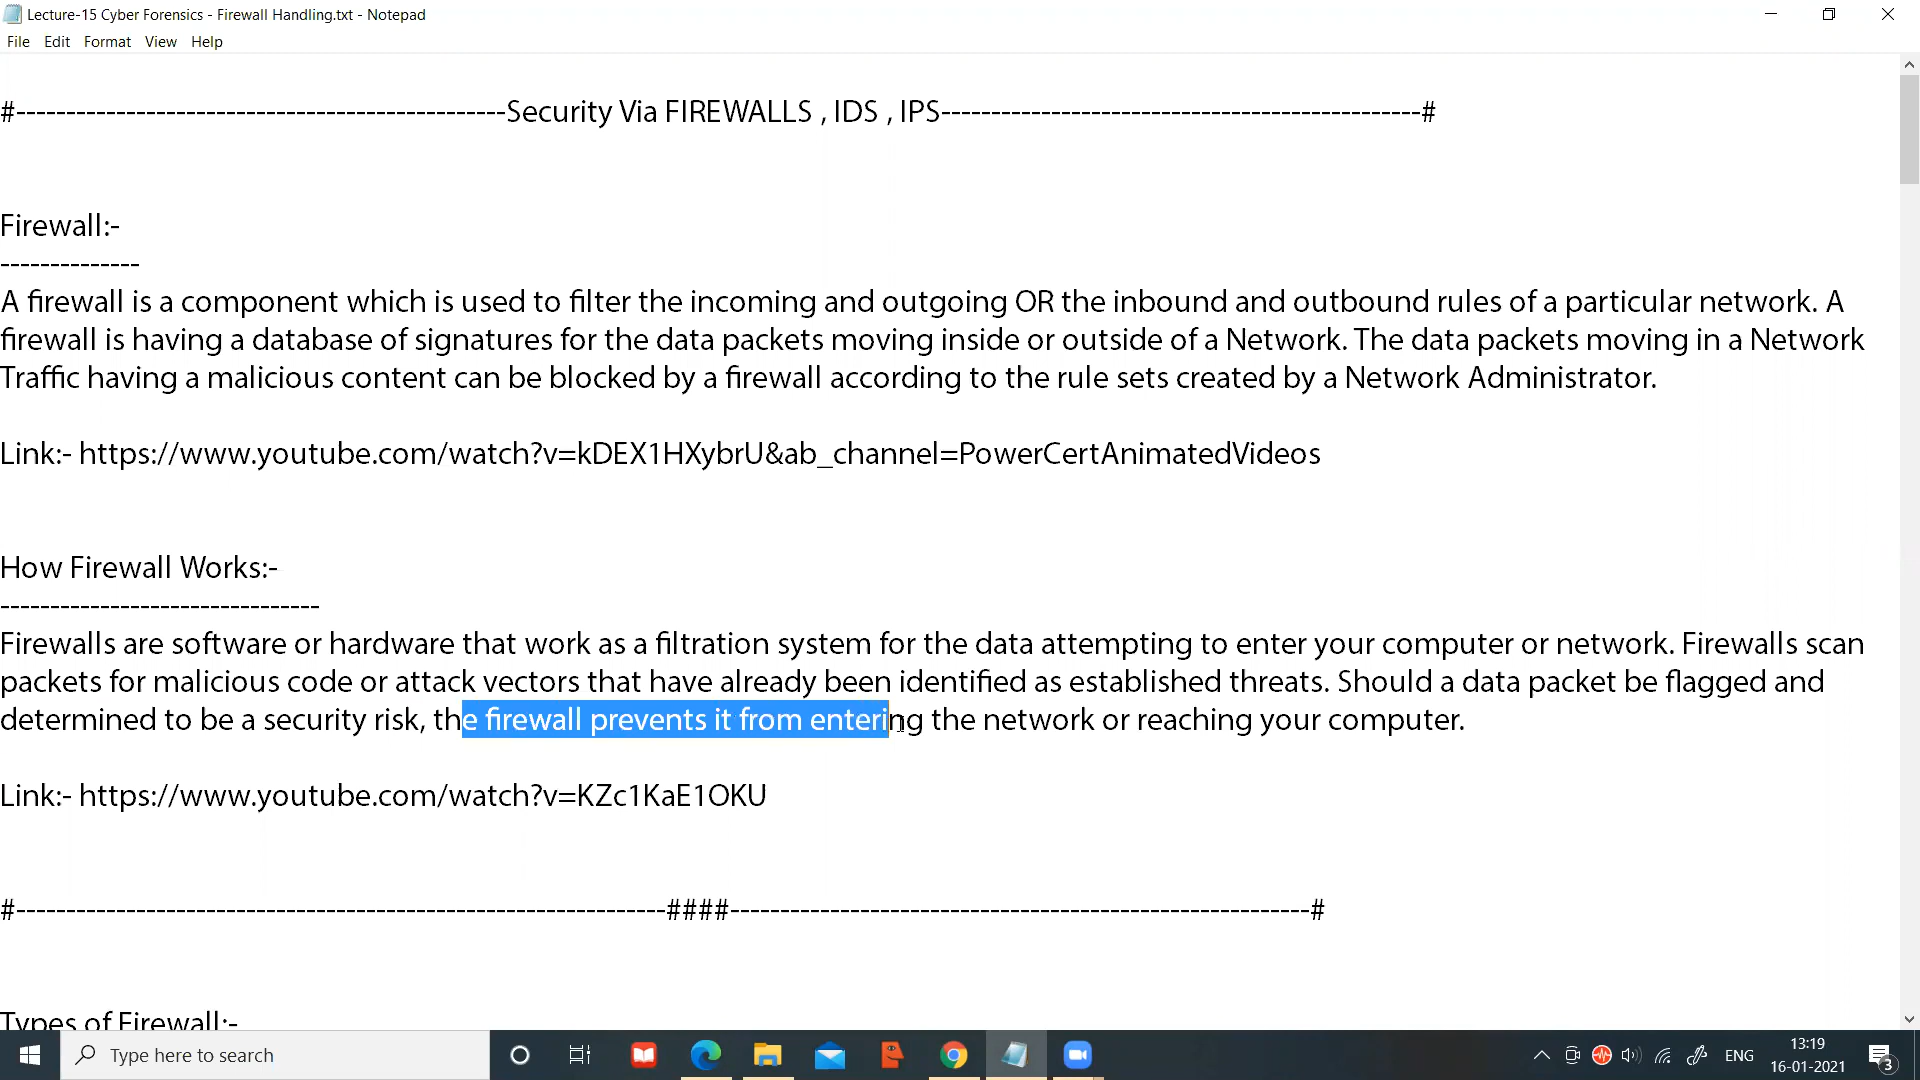 Lecture-15 Cyber Forensics - Firewall Handling.txt - Notepad
File Edit Format View Help
#-------------------------------------------------Security Via FIREWALLS , IDS , IPS------------------------------------------------#
Firewall:-
--------------
A firewall is a component which is used to filter the incoming and outgoing OR the inbound and outbound rules of a particular network. A
firewall is having a database of signatures for the data packets moving inside or outside of a Network. The data packets moving in a Network
Traffic having a malicious content can be blocked by a firewall according to the rule sets created by a Network Administrator.
Link:- https://www.youtube.com/watch?v=kDEX1HXybrU&ab_channel=PowerCertAnimatedVideos
How Firewall Works:-
--------------------------------
Firewalls are software or hardware that work as a filtration system for the data attempting to enter your computer or network. Firewalls scan
packets for malicious code or attack vectors that have already been identified as established threats. Should a data packet be flagged and
determined to be a security risk, the firewall prevents it from entering the network or reaching your computer.
Link:- https://www.youtube.com/watch?v=KZc1KaE1OKU
#-----------------------------------------------------------------####----------------------------------------------------------#
Types of Firewall:-
Type here to search
ENG
13:19
16-01-2021
3